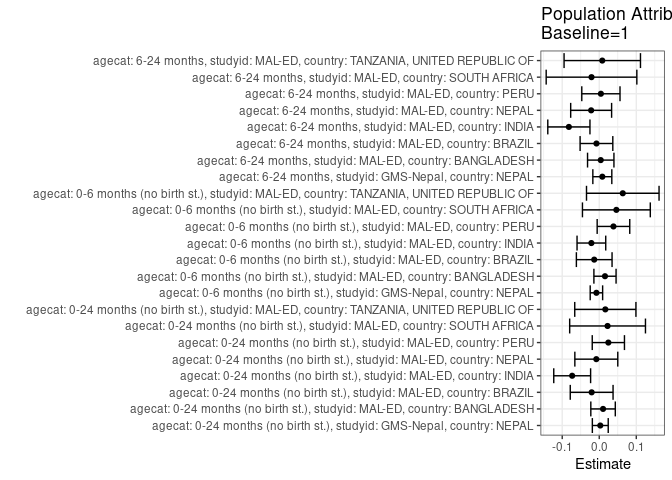 Population Attrib
Baseline=1
agecat: 6-24 months, studyid: MAL-ED, country: TANZANIA, UNITED REPUBLIC OF
agecat: 6-24 months, studyid: MAL-ED, country: SOUTH AFRICA
agecat: 6-24 months, studyid: MAL-ED, country: PERU
agecat: 6-24 months, studyid: MAL-ED, country: NEPAL
agecat: 6-24 months, studyid: MAL-ED, country: INDIA
agecat: 6-24 months, studyid: MAL-ED, country: BRAZIL
agecat: 6-24 months, studyid: MAL-ED, country: BANGLADESH
agecat: 6-24 months, studyid: GMS-Nepal, country: NEPAL
agecat: 0-6 months (no birth st.), studyid: MAL-ED, country: TANZANIA, UNITED REPUBLIC OF
agecat: 0-6 months (no birth st.), studyid: MAL-ED, country: SOUTH AFRICA
agecat: 0-6 months (no birth st.), studyid: MAL-ED, country: PERU
agecat: 0-6 months (no birth st.), studyid: MAL-ED, country: INDIA
agecat: 0-6 months (no birth st.), studyid: MAL-ED, country: BRAZIL
agecat: 0-6 months (no birth st.), studyid: MAL-ED, country: BANGLADESH
agecat: 0-6 months (no birth st.), studyid: GMS-Nepal, country: NEPAL
agecat: 0-24 months (no birth st.), studyid: MAL-ED, country: TANZANIA, UNITED REPUBLIC OF
agecat: 0-24 months (no birth st.), studyid: MAL-ED, country: SOUTH AFRICA
agecat: 0-24 months (no birth st.), studyid: MAL-ED, country: PERU
agecat: 0-24 months (no birth st.), studyid: MAL-ED, country: NEPAL
agecat: 0-24 months (no birth st.), studyid: MAL-ED, country: INDIA
agecat: 0-24 months (no birth st.), studyid: MAL-ED, country: BRAZIL
agecat: 0-24 months (no birth st.), studyid: MAL-ED, country: BANGLADESH
agecat: 0-24 months (no birth st.), studyid: GMS-Nepal, country: NEPAL
-0.1 0.0 0.1
Estimate